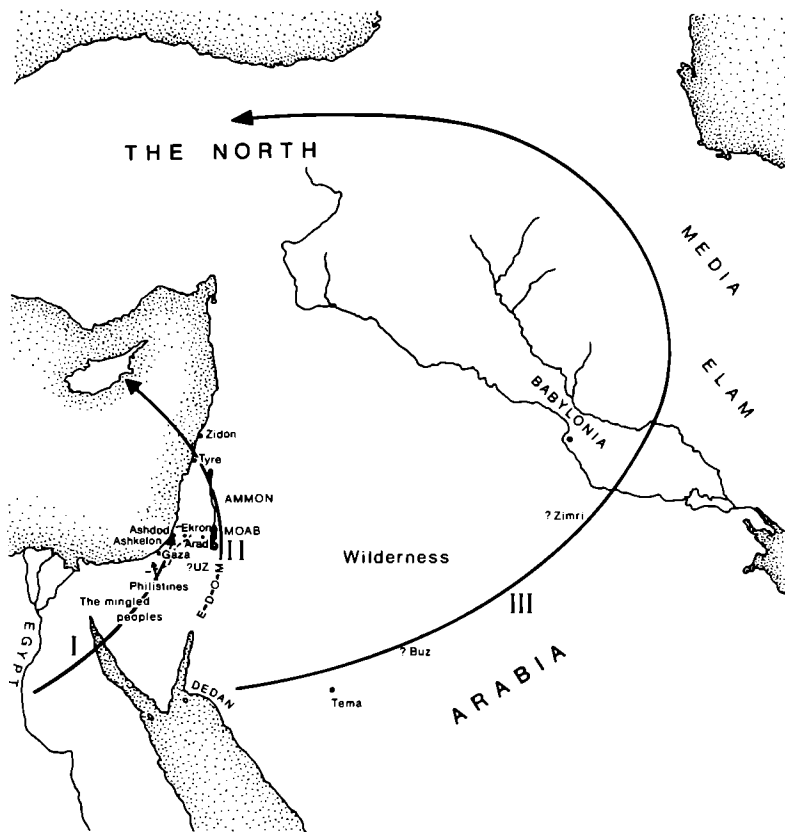 THE NORTH
MEDIA
ELAM
BABYLONIA
Zidon
Tyre
AMMON
Ashdod
Ekron
MOAB
Ashkelon
Arad
II
Gaza
?UZ
? Zimri
Wilderness
Philistines
E-D-O-M
The mingled
peoples
III
EGYPT
I
? Buz
DEDAN
Tema
ARABIA